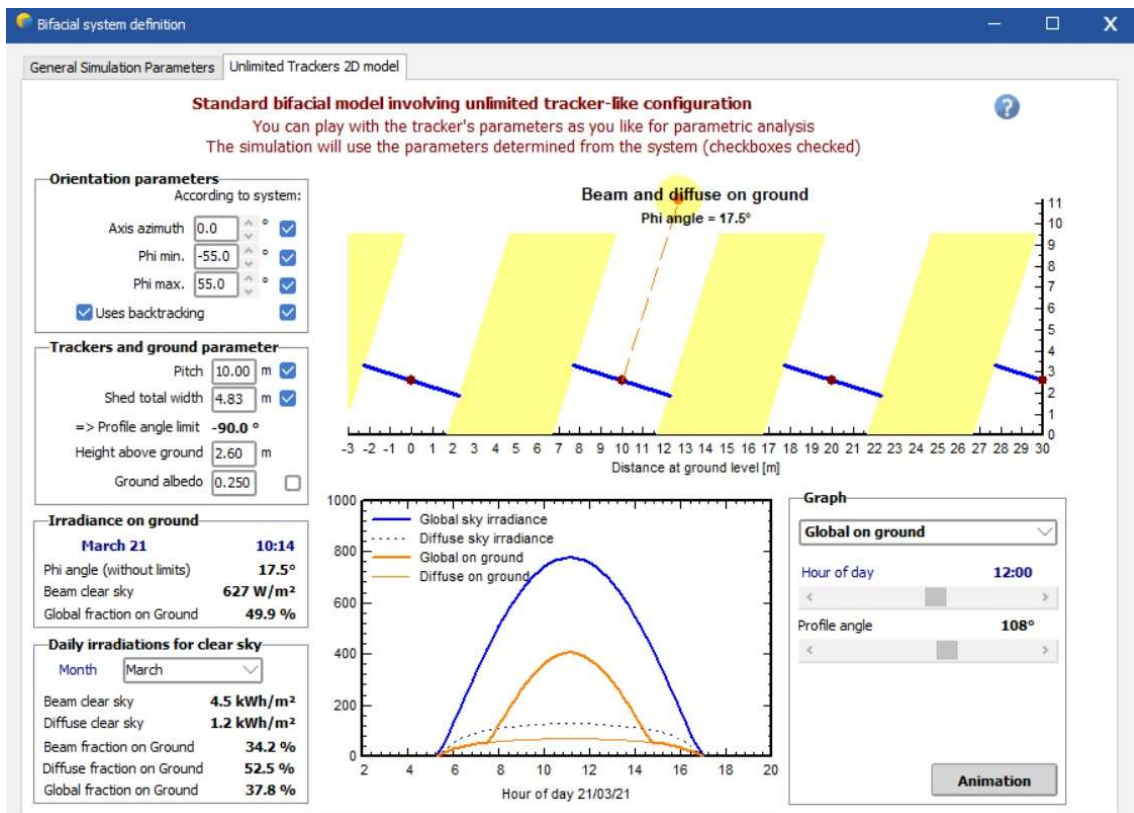 Bifacial system definition
General Simulation Parameters
Unlimited Trackers 2D model
Standard bifacial model involving unlimited tracker-like configuration
You can play with the tracker's parameters as you like for parametric analysis
The simulation will use the parameters determined from the system (checkboxes checked)
?
Orientation parameters
According to system:
Axis azimuth 0.0 °
Phi min. -55.0 °
Phi max. 55.0 °
Uses backtracking
Trackers and ground parameter
Pitch 10.00 m
Shed total width 4.83 m
=> Profile angle limit -90.0 °
Height above ground 2.60 m
Ground albedo 0.250
Irradiance on ground
March 21 10:14
Phi angle (without limits) 17.5°
Beam clear sky 627 W/m²
Global fraction on Ground 49.9 %
Daily irradiations for clear sky
Month March
Beam clear sky 4.5 kWh/m²
Diffuse clear sky 1.2 kWh/m²
Beam fraction on Ground 34.2 %
Diffuse fraction on Ground 52.5 %
Global fraction on Ground 37.8 %
Beam and diffuse on ground
Phi angle = 17.5°
11
10
9
8
7
6
5
4
3
2
1
0
-3 -2 -1 0 1 2 3 4 5 6 7 8 9 10 11 12 13 14 15 16 17 18 19 20 21 22 23 24 25 26 27 28 29 30
Distance at ground level [m]
1000
800
600
400
200
0
Global sky irradiance
Diffuse sky irradiance
Global on ground
Diffuse on ground
2 4 6 8 10 12 14 16 18 20
Hour of day 21/03/21
Graph
Global on ground
Hour of day 12:00
Profile angle 108°
Animation